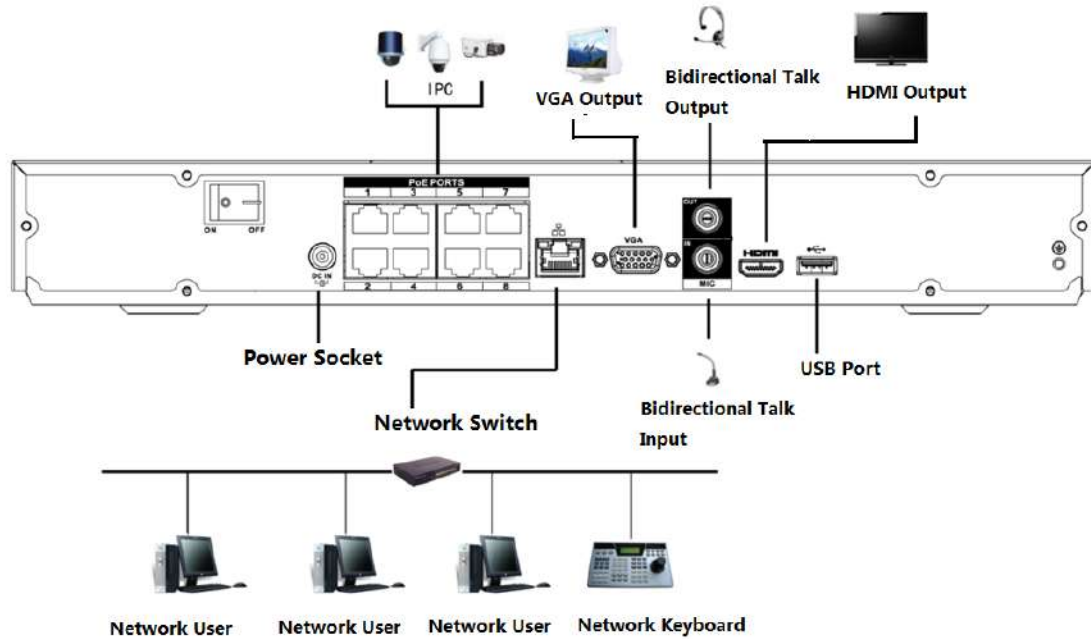 IPC
VGA Output
Bidirectional Talk
Output
HDMI Output
PoE PORTS
1 3 5 7
ON OFF
DC IN
2 4 6 8
VGA
OUT
IN
MIC
HDMI
Power Socket
Network Switch
Bidirectional Talk
Input
USB Port
Network User
Network User
Network User
Network Keyboard